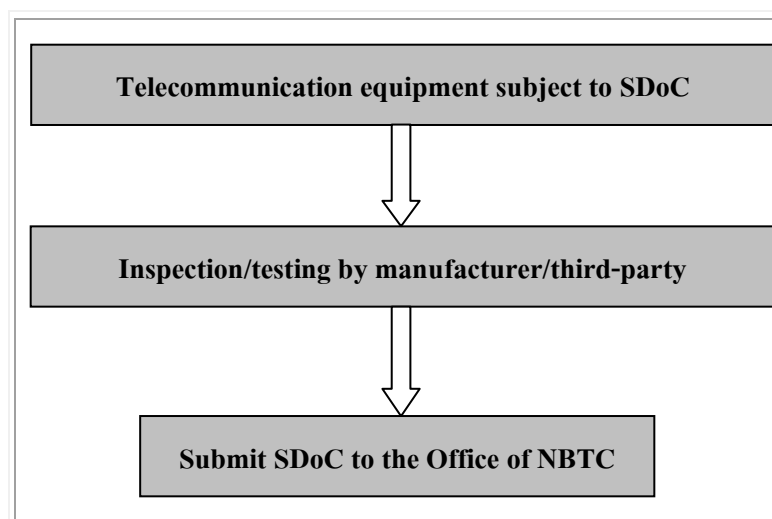 Telecommunication equipment subject to SDoC
Inspection/testing by manufacturer/third-party
Submit SDoC to the Office of NBTC